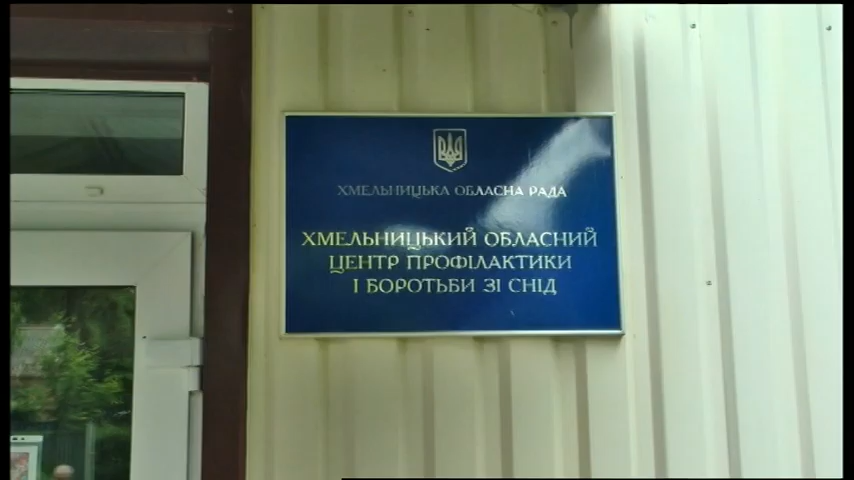 ХМЕЛЬНИЦЬКА ОБЛАСНА РАДА
ХМЕЛЬНИЦЬКИЙ ОБЛАСНИЙ
ЦЕНТР ПРОФІЛАКТИКИ
І БОРОТЬБИ ЗІ СНІД